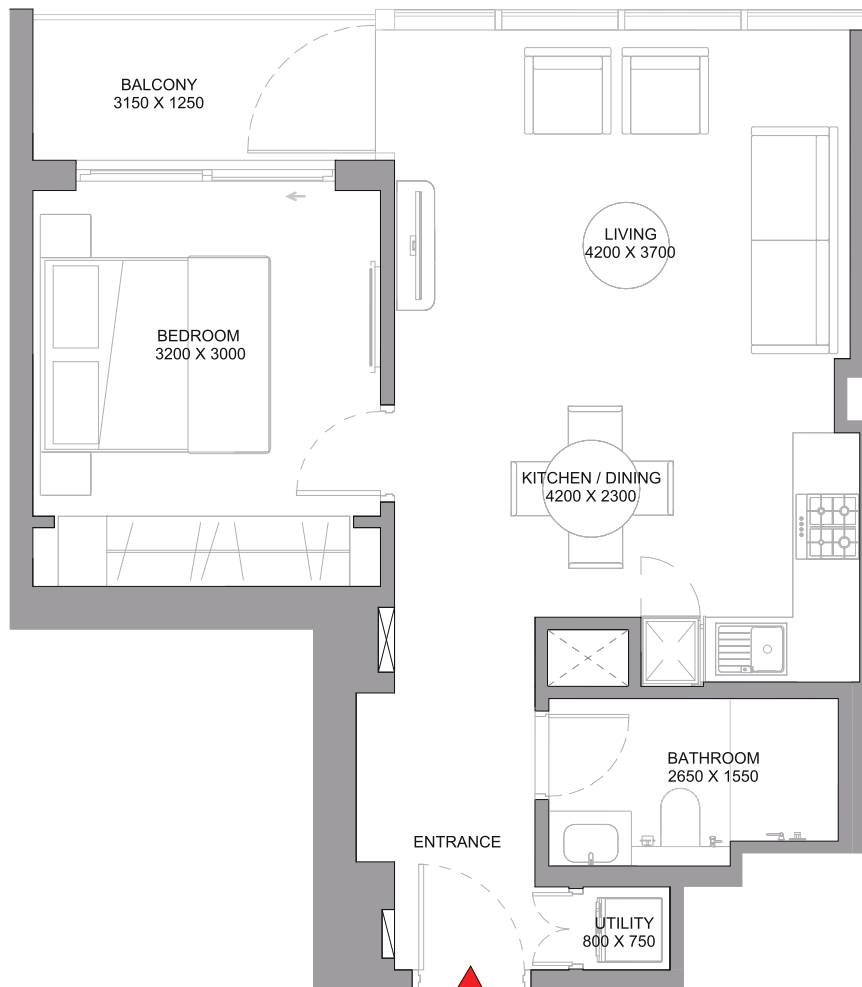 BALCONY
3150 X 1250
LIVING
4200 X 3700
BEDROOM
3200 X 3000
KITCHEN / DINING
4200 X 2300
BATHROOM
2650 X 1550
ENTRANCE
UTILITY
800 X 750